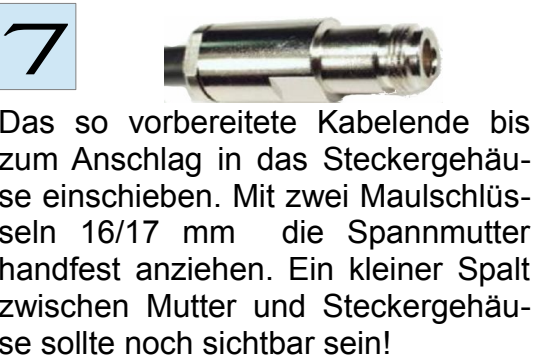 7
Das so vorbereitete Kabelende bis
zum Anschlag in das Steckergehäu-
se einschieben. Mit zwei Maulschlüs-
seln 16/17 mm die Spannmutter
handfest anziehen. Ein kleiner Spalt
zwischen Mutter und Steckergehäu-
se sollte noch sichtbar sein!